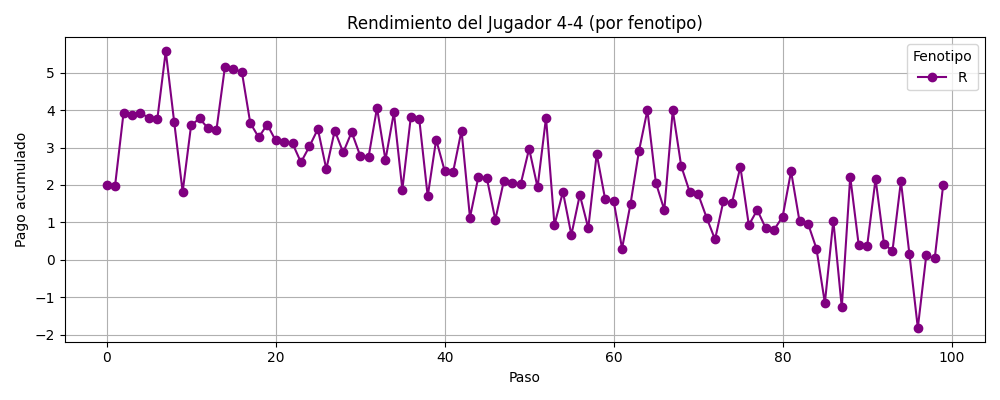 Rendimiento del Jugador 4-4 (por fenotipo)
Pago acumulado
5
4
3
2
1
0
−1
−2
Fenotipo
R
0 20 40 60 80 100
Paso